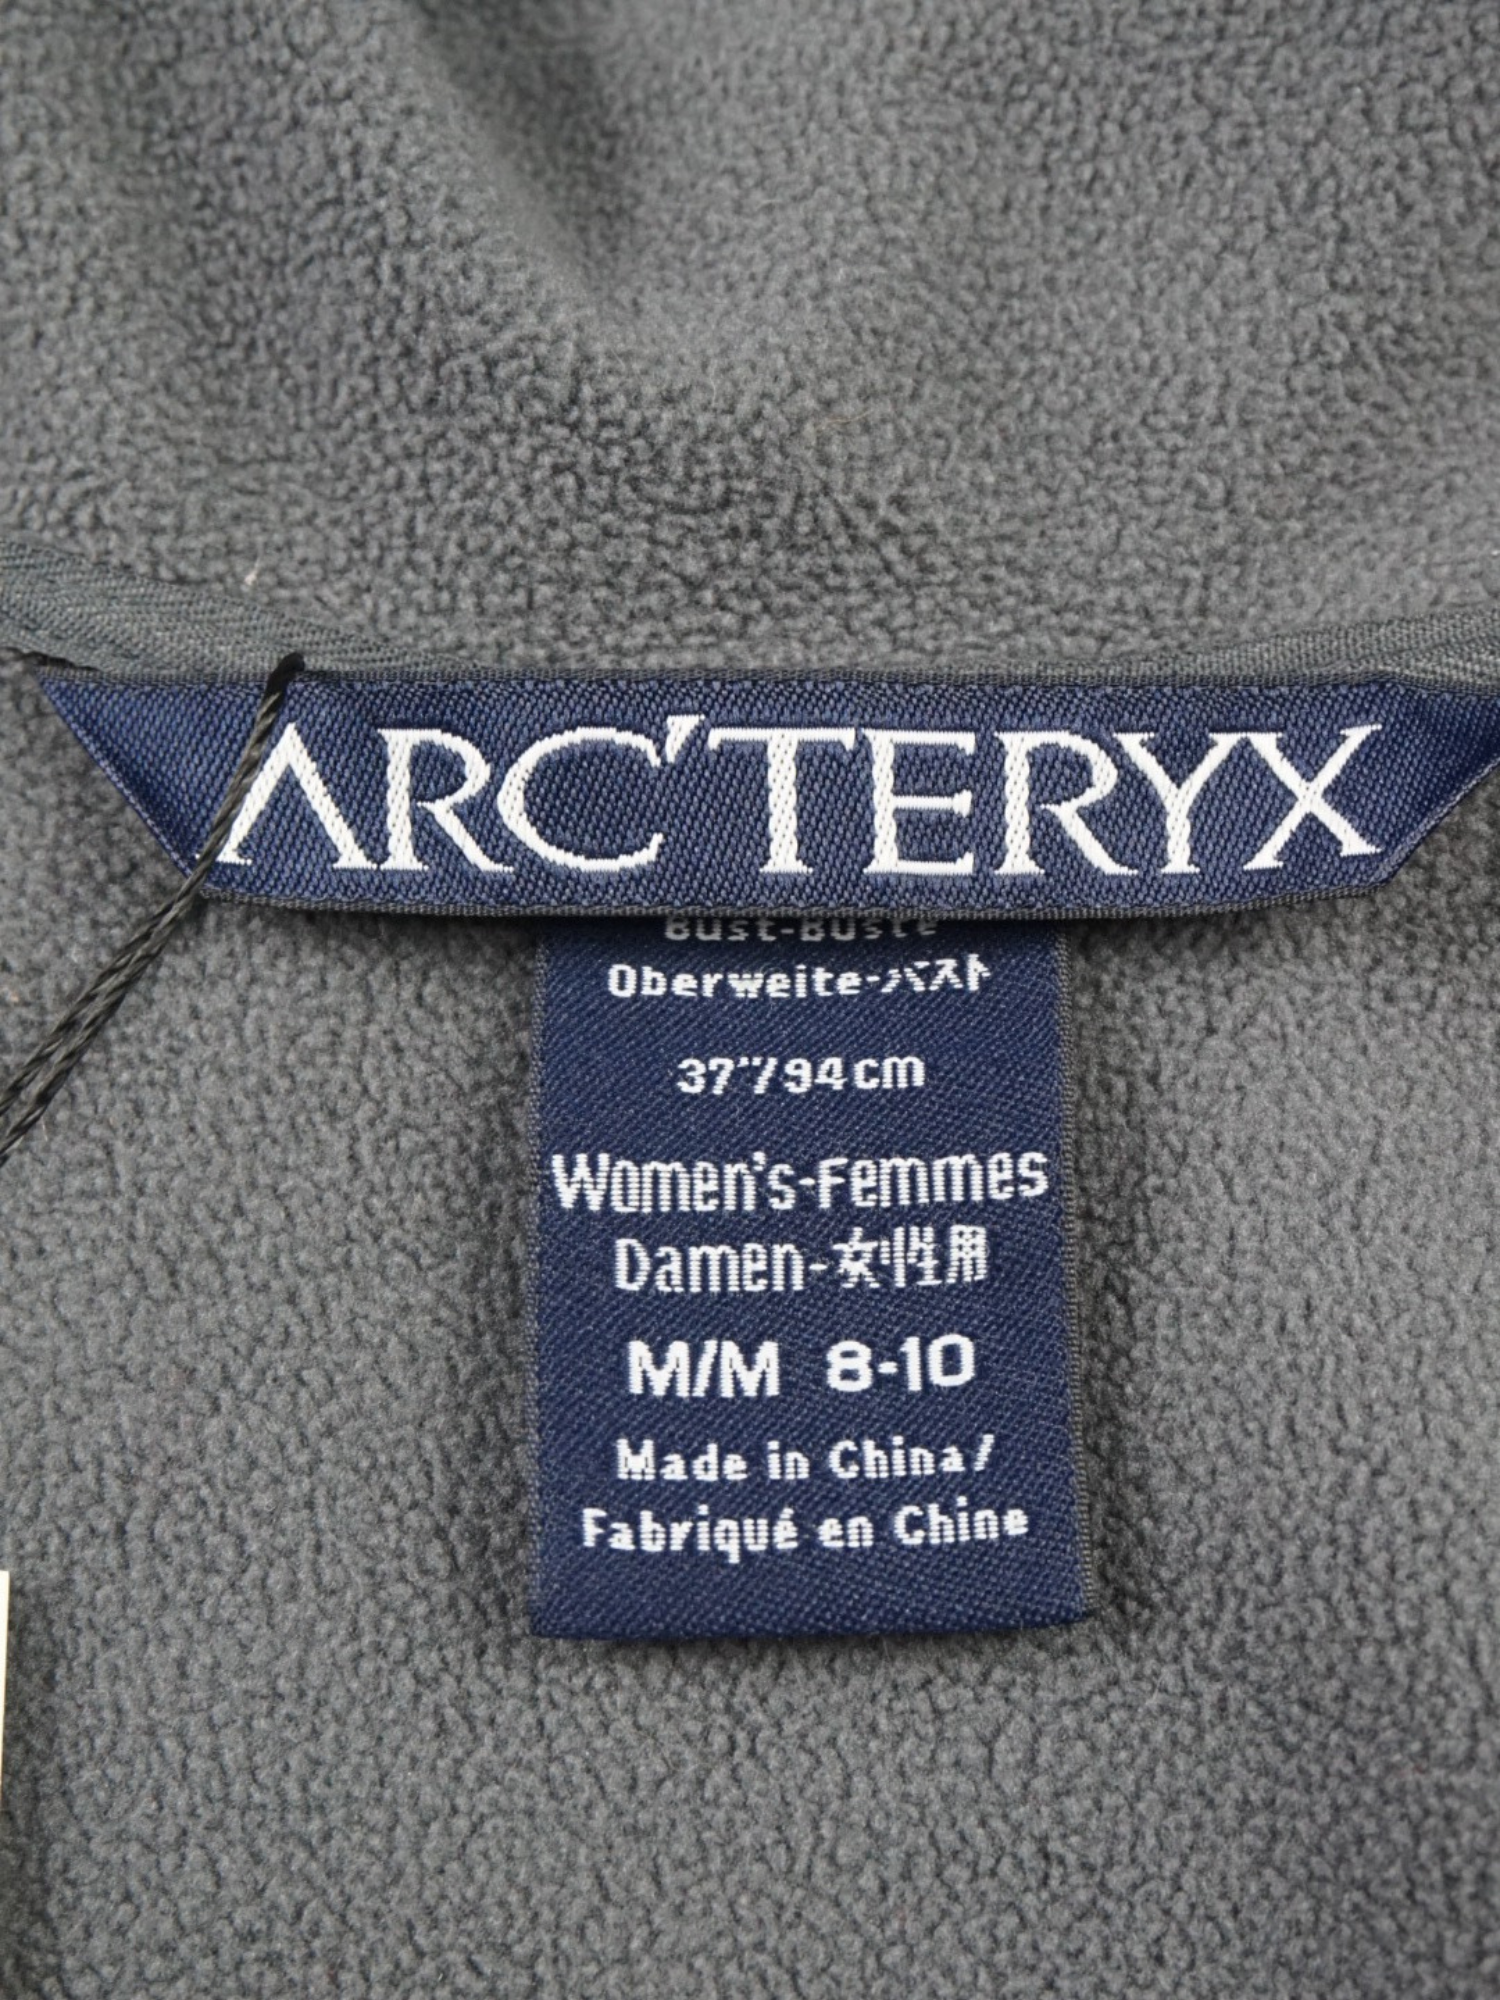 ARC'TERYX
Bust-Buste
Oberweite-バスト
37"/94cm
Women's-Femmes
Damen-女性用
M/M 8-10
Made in China/
Fabriqué en Chine